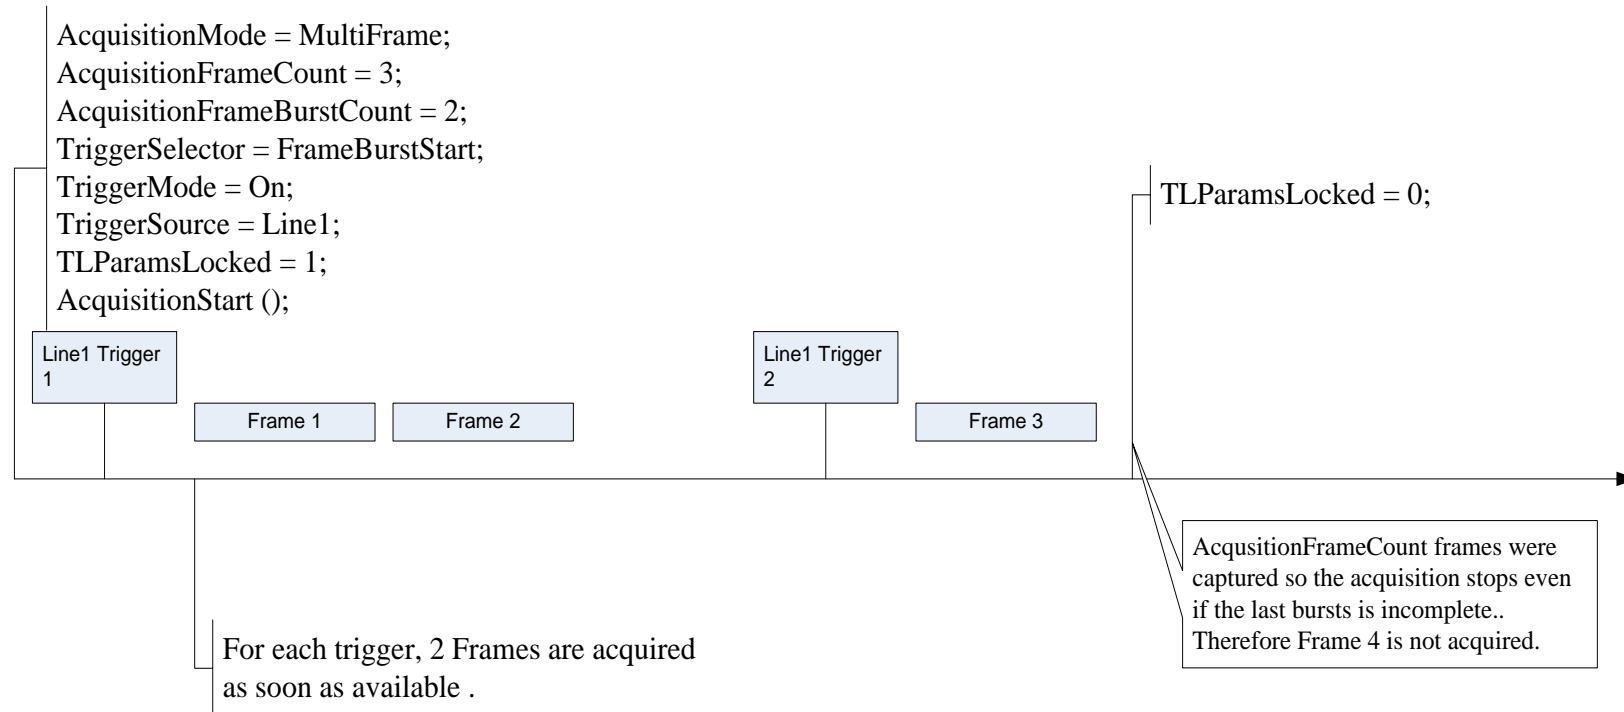 AcquisitionMode = MultiFrame;
AcquisitionFrameCount = 3;
AcquisitionFrameBurstCount = 2;
TriggerSelector = FrameBurstStart;
TriggerMode = On;
TriggerSource = Line1;
TLParamsLocked = 1;
AcquisitionStart ();
TLParamsLocked = 0;
Line1 Trigger
1
Line1 Trigger
2
Frame 1
Frame 2
Frame 3
AcqusitionFrameCount frames were
captured so the acquisition stops even
if the last bursts is incomplete..
Therefore Frame 4 is not acquired.
For each trigger, 2 Frames are acquired
as soon as available .